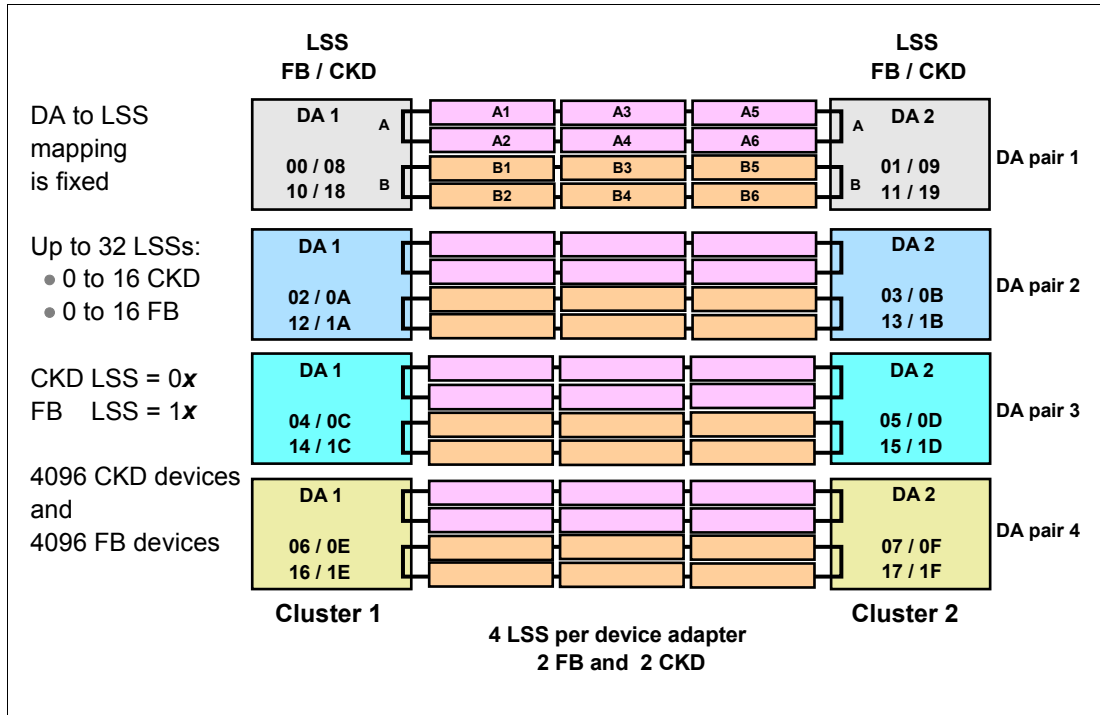 LSS
FB / CKD
LSS
FB / CKD
DA to LSS
mapping
is fixed
DA 1
A
00 / 08
10 / 18
B
A1
A3
A5
A2
A4
A6
B1
B3
B5
B2
B4
B6
A
DA 2
01 / 09
B
11 / 19
DA pair 1
Up to 32 LSSs:
● 0 to 16 CKD
● 0 to 16 FB
DA 1
02 / 0A
12 / 1A
DA 2
03 / 0B
13 / 1B
DA pair 2
CKD LSS = 0x
FB LSS = 1x
DA 1
04 / 0C
14 / 1C
DA 2
05 / 0D
15 / 1D
DA pair 3
4096 CKD devices
and
4096 FB devices
DA 1
06 / 0E
16 / 1E
DA 2
07 / 0F
17 / 1F
DA pair 4
Cluster 1
Cluster 2
4 LSS per device adapter
2 FB and 2 CKD